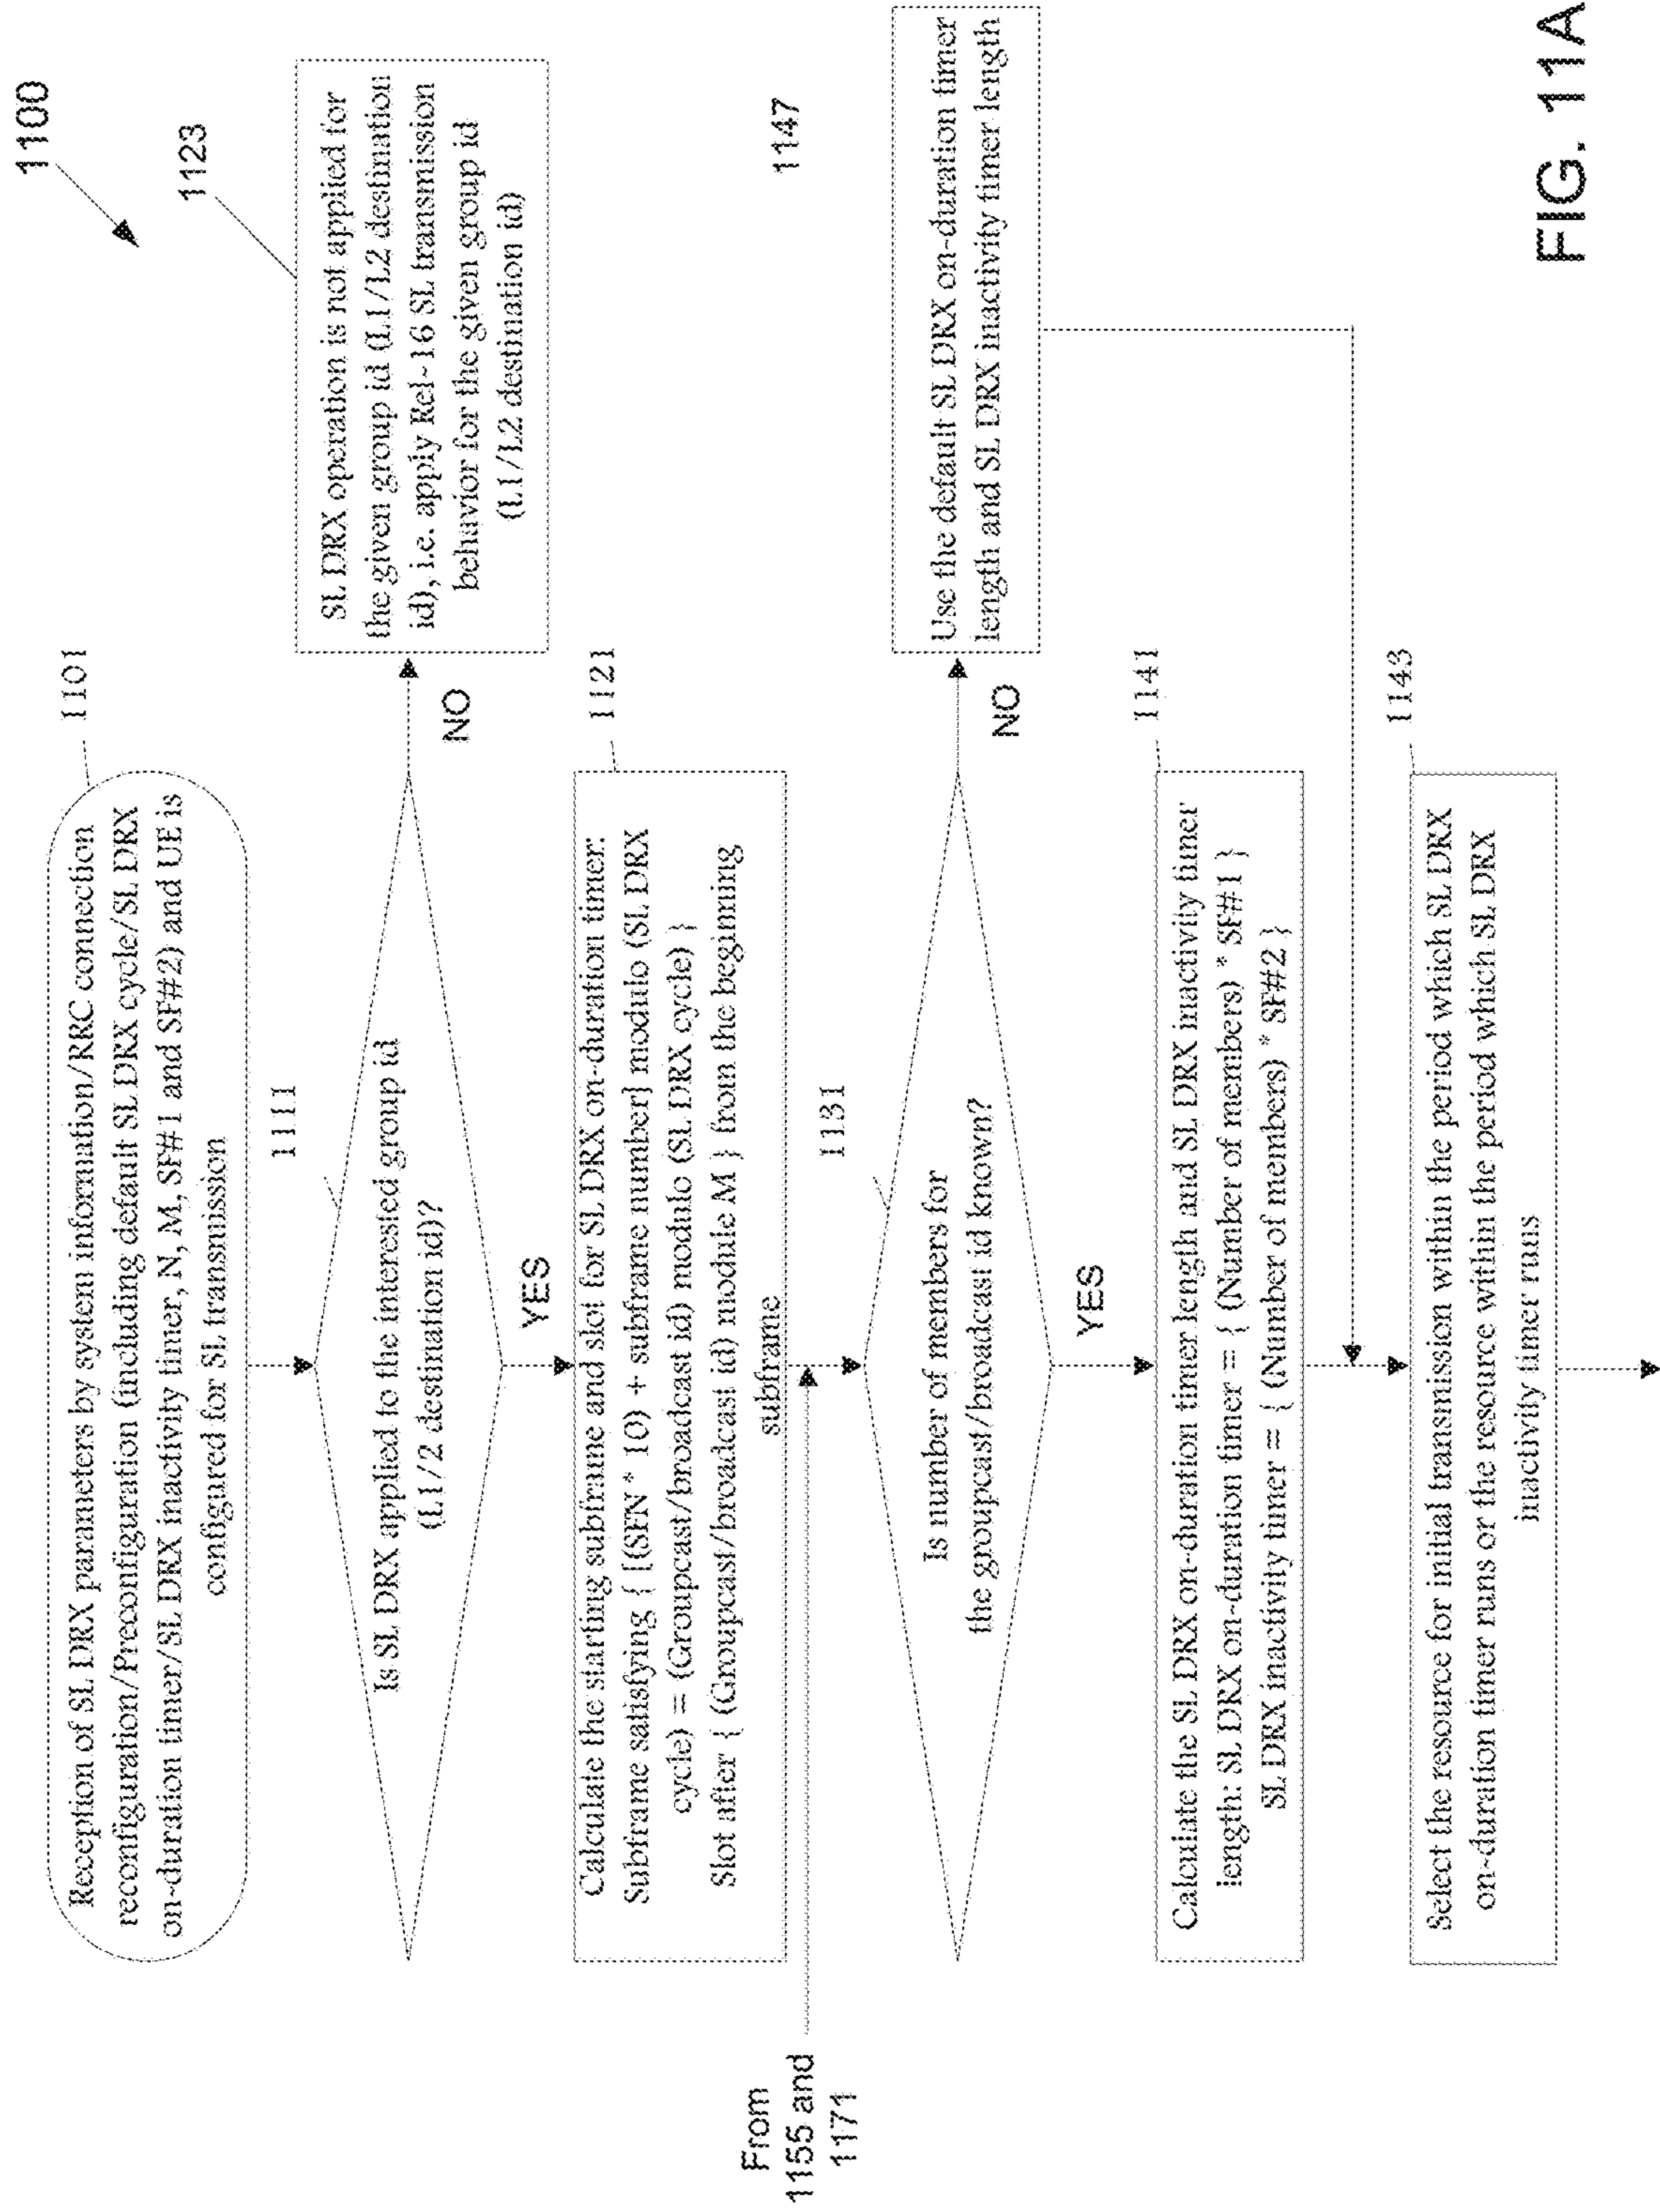 1100
1101
Reception of SL DRX parameters by system information/RRC connection
reconfiguration/Preconfiguration (including default SL DRX cycle/SL DRX
on-duration timer/SL DRX inactivity timer, N, M, SF#1 and SF#2) and UE is
configured for SL transmission
1111
Is SL DRX applied to the interested group id
(L1/2 destination id)?
NO
1123
SL DRX operation is not applied for
the given group id (L1/L2 destination
id), i.e. apply Rel-16 SL transmission
behavior for the given group id
(L1/L2 destination id)
YES
1121
Calculate the starting subframe and slot for SL DRX on-duration timer:
Subframe satisfying { [(SFN * 10) + subframe number] modulo (SL DRX
cycle) = (Groupcast/broadcast id) modulo (SL DRX cycle) }
Slot after { (Groupcast/broadcast id) module M } from the beginning
subframe
From
1155 and
1171
1131
Is number of members for
the groupcast/broadcast id known?
NO
1147
Use the default SL DRX on-duration timer
length and SL DRX inactivity timer length
YES
1141
Calculate the SL DRX on-duration timer length and SL DRX inactivity timer
length: SL DRX on-duration timer = { (Number of members) * SF#1 }
SL DRX inactivity timer = { (Number of members) * SF#2 }
1143
Select the resource for initial transmission within the period which SL DRX
on-duration timer runs or the resource within the period which SL DRX
inactivity timer runs
FIG. 11A